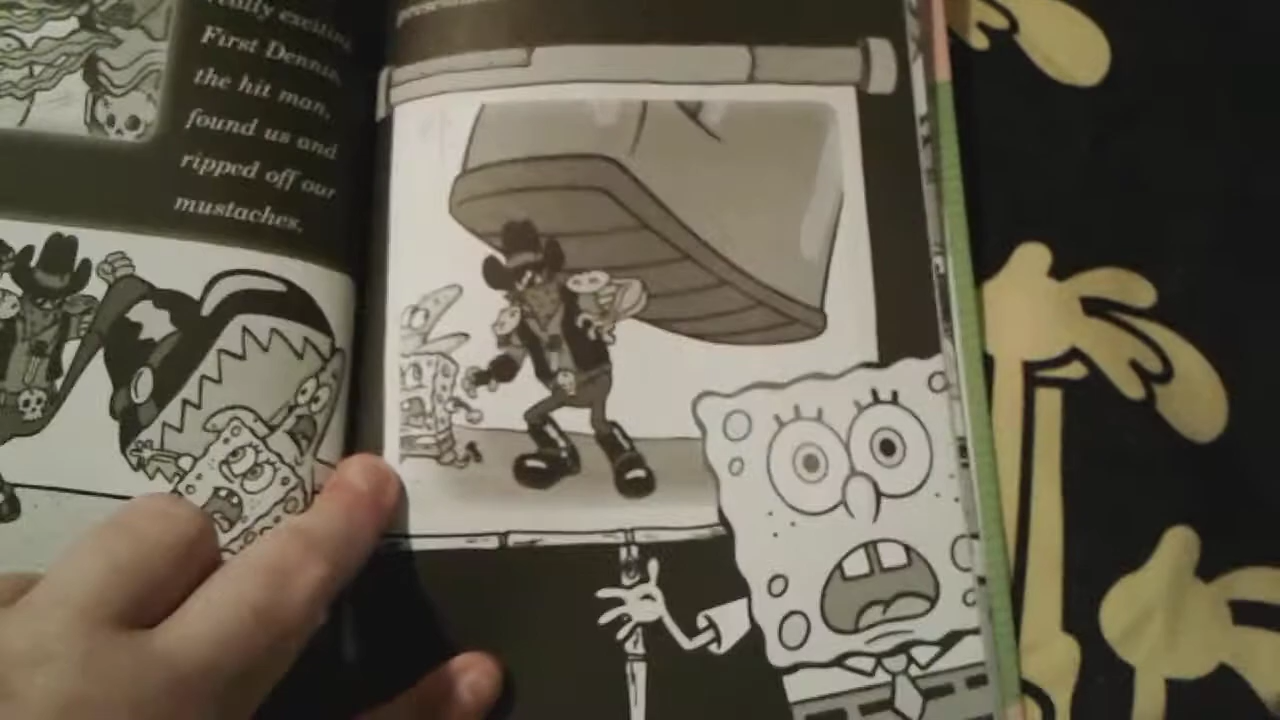 really exciting
First Dennis,
the hit man,
found us and
ripped off our
mustaches.